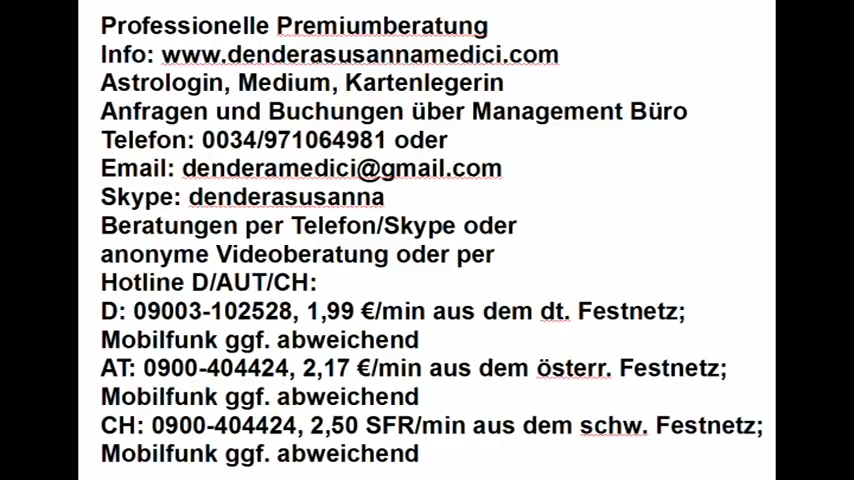 Professionelle Premiumberatung
Info: www.denderasusannamedici.com
Astrologin, Medium, Kartenlegerin
Anfragen und Buchungen über Management Büro
Telefon: 0034/971064981 oder
Email: denderamedici@gmail.com
Skype: denderasusanna
Beratungen per Telefon/Skype oder
anonyme Videoberatung oder per
Hotline D/AUT/CH:
D: 09003-102528, 1,99 €/min aus dem dt. Festnetz;
Mobilfunk ggf. abweichend
AT: 0900-404424, 2,17 €/min aus dem österr. Festnetz;
Mobilfunk ggf. abweichend
CH: 0900-404424, 2,50 SFR/min aus dem schw. Festnetz;
Mobilfunk ggf. abweichend